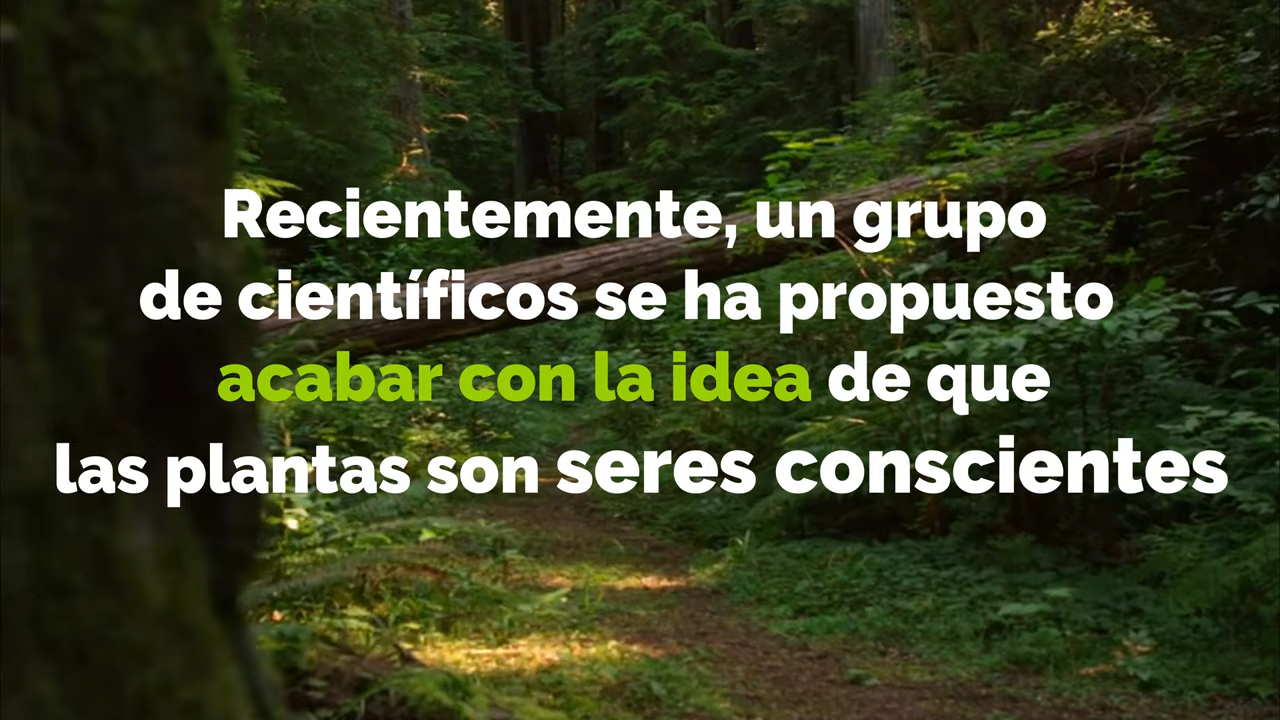 Recientemente, un grupo
de científicos se ha propuesto
acabar con la idea de que
las plantas son seres conscientes